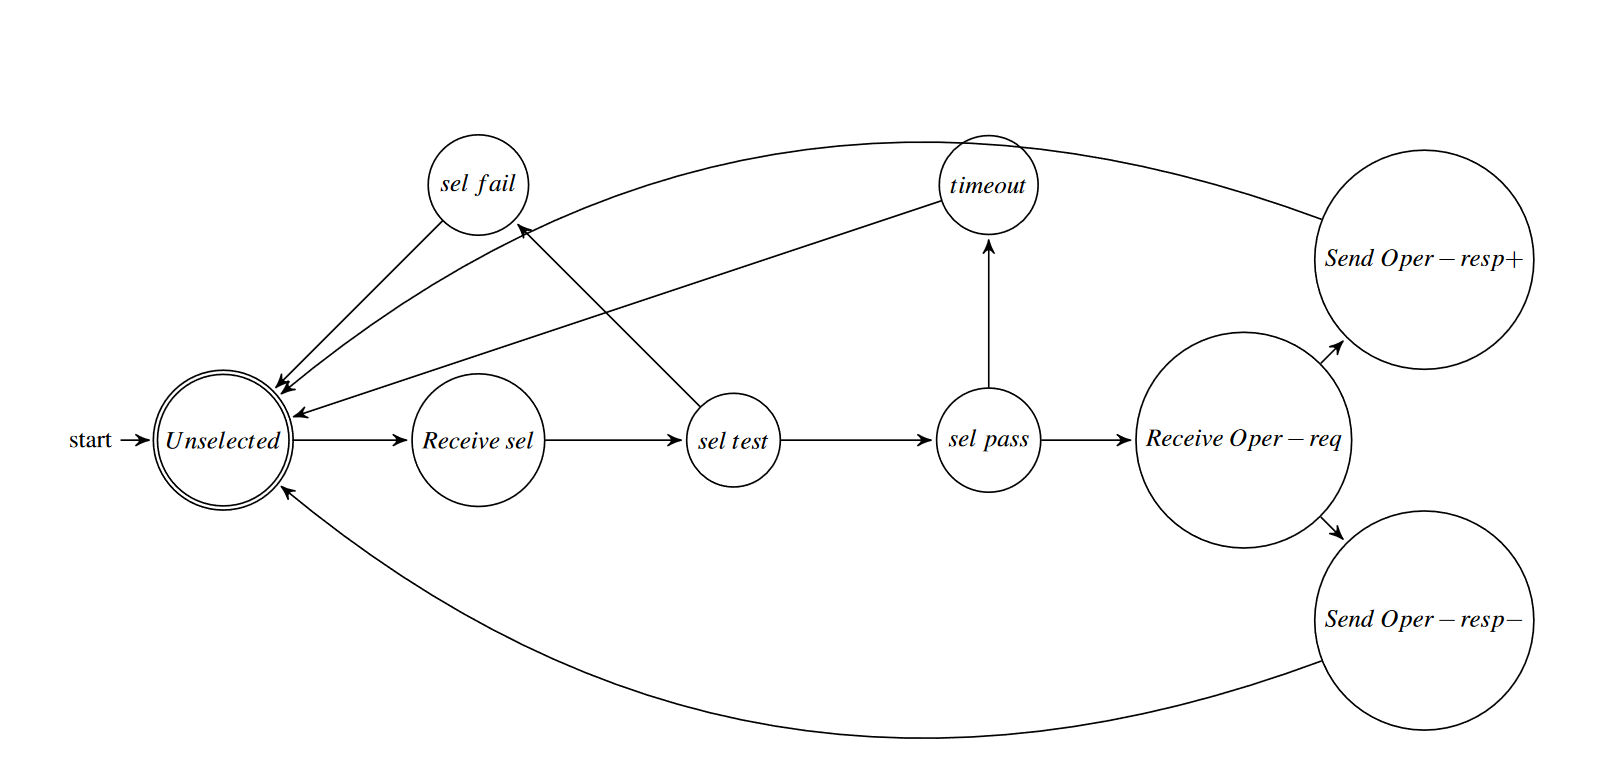 sel fail
timeout
Send Oper − resp+
start
Unselected
Receive sel
sel test
sel pass
Receive Oper − req
Send Oper − resp−